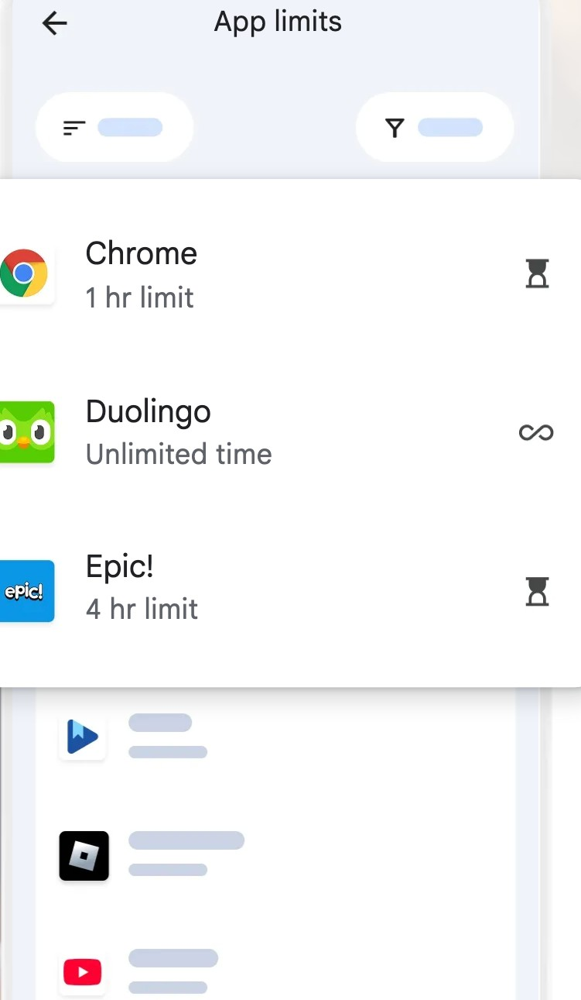 App limits
Chrome
1 hr limit
Duolingo
Unlimited time
epic!
Epic!
4 hr limit